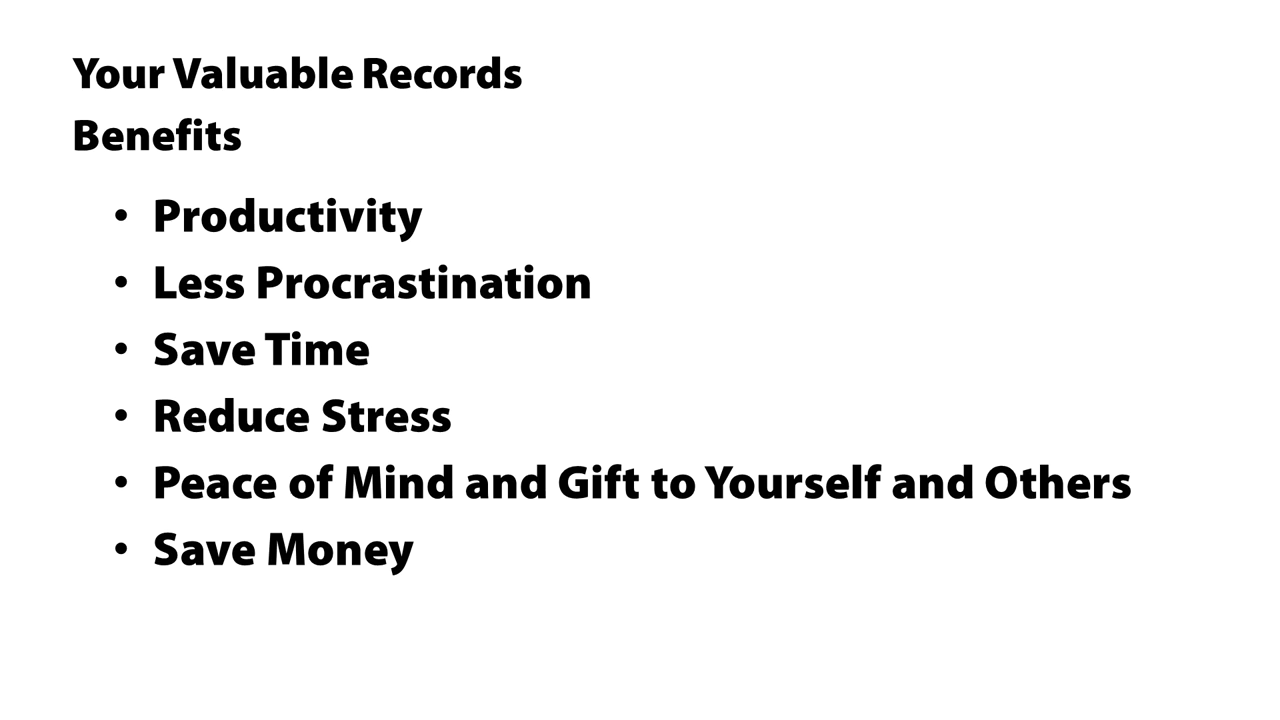 Your Valuable Records
Benefits
• Productivity
• Less Procrastination
• Save Time
• Reduce Stress
• Peace of Mind and Gift to Yourself and Others
• Save Money